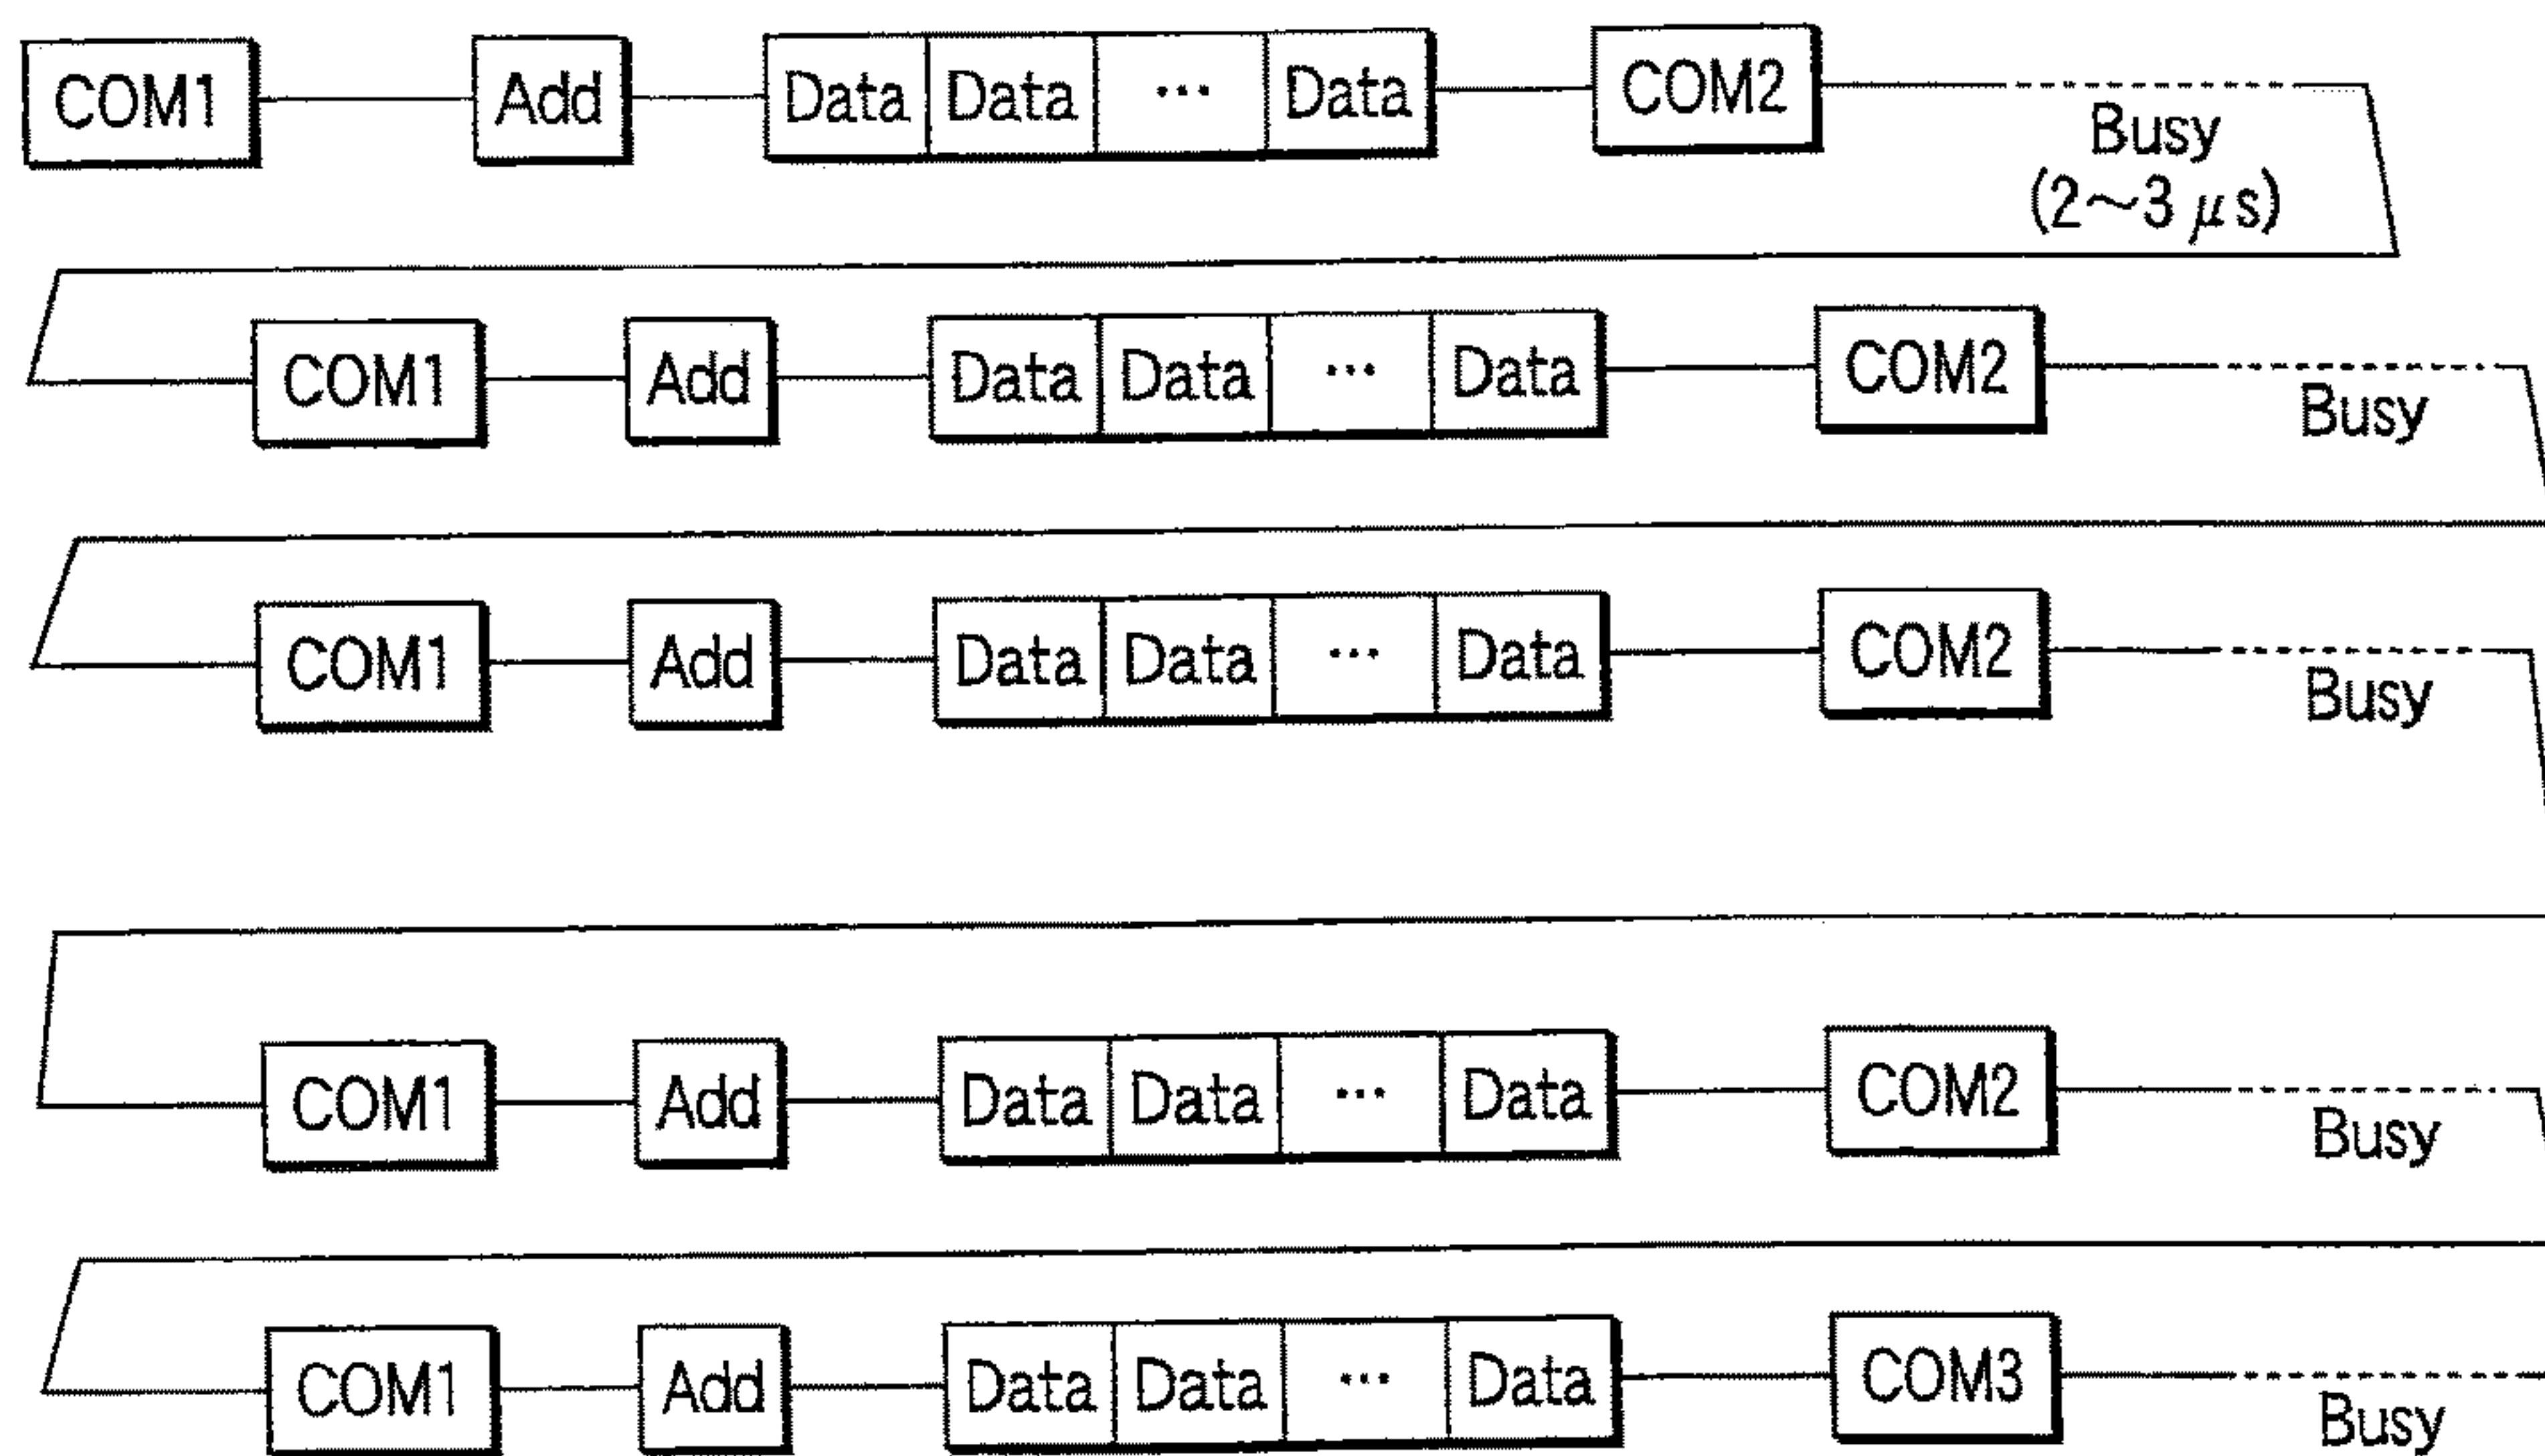 COM1 Add Data Data ... Data COM2
Busy
(2～3 μs)
COM1 Add Data Data ... Data COM2
Busy
COM1 Add Data Data ... Data COM2
Busy
COM1 Add Data Data ... Data COM2
Busy
COM1 Add Data Data ... Data COM3
Busy